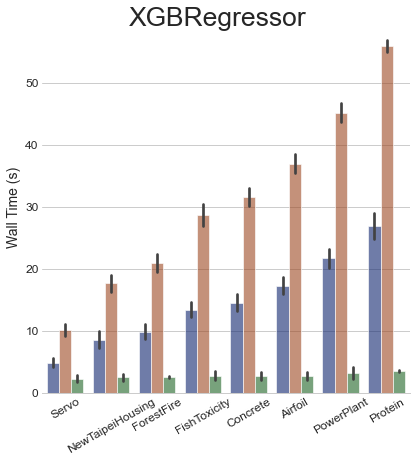 XGBRegressor
Wall Time (s)
50
40
30
20
10
0
Servo
NewTaipeiHousing
ForestFire
FishToxicity
Concrete
Airfoil
PowerPlant
Protein